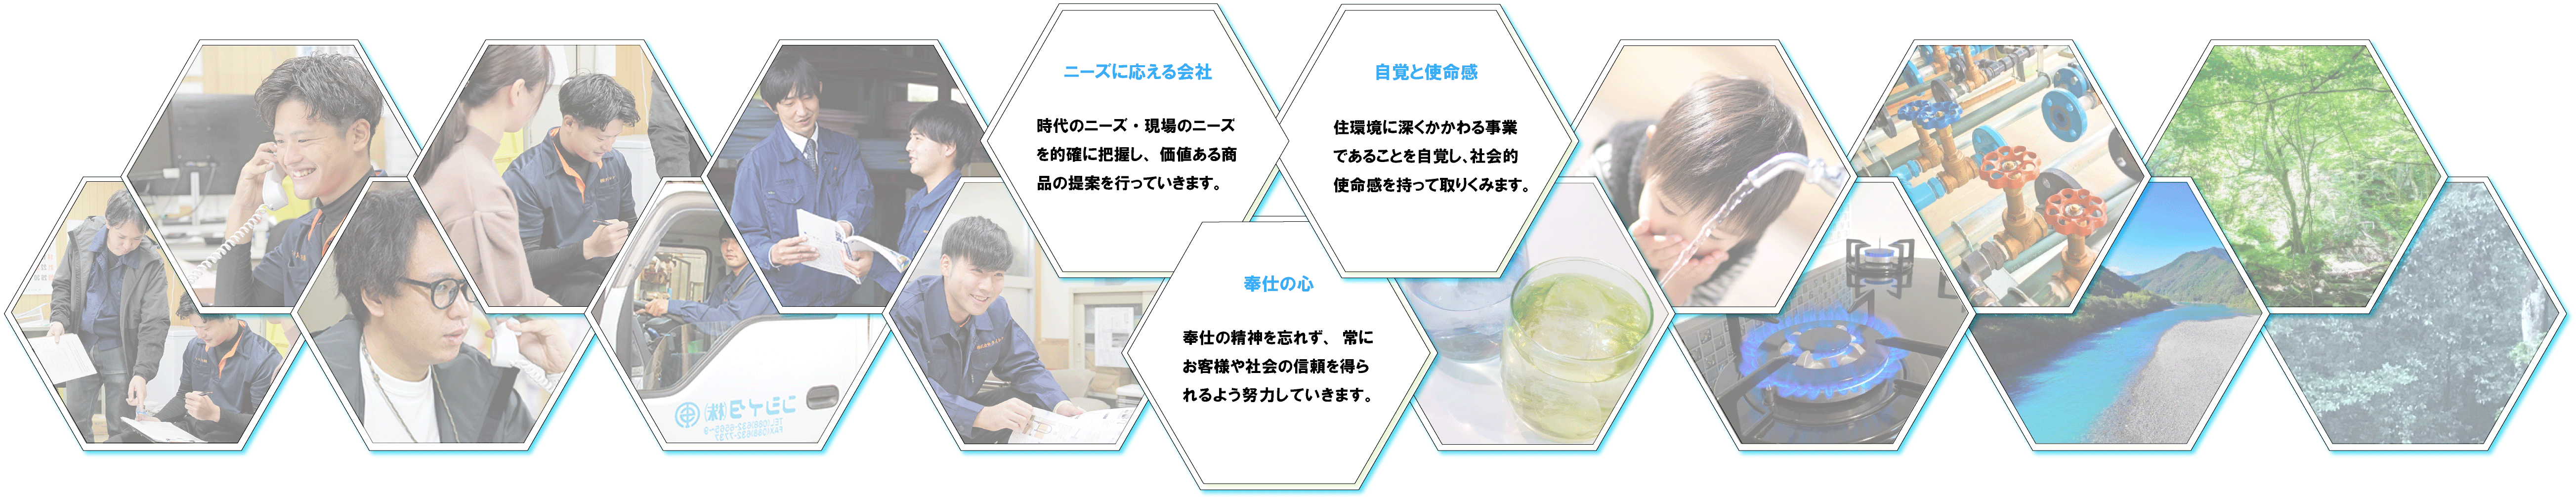 ニーズに応える会社
時代のニーズ・現場のニーズ
を的確に把握し、価値ある商
品の提案を行っていきます。
自覚と使命感
住環境に深くかかわる事業
であることを自覚し、社会的
使命感を持って取りくみます。
奉仕の心
奉仕の精神を忘れず、常に
お客様や社会の信頼を得ら
れるよう努力していきます。